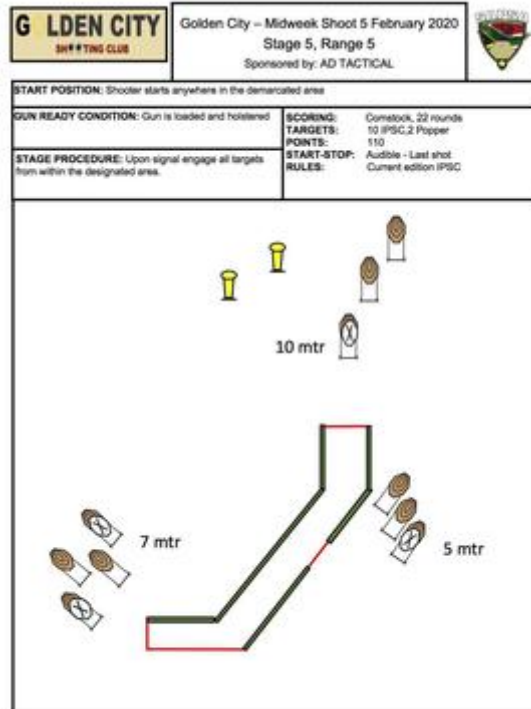 G LDEN CITY
SH**TING CLUB
Golden City – Midweek Shoot 5 February 2020
Stage 5, Range 5
Sponsored by: AD TACTICAL
START POSITION: Shooter starts anywhere in the demarcated area
GUN READY CONDITION: Gun is loaded and holstered
STAGE PROCEDURE: Upon signal engage all targets
from within the designated area.
SCORING: Comstock, 22 rounds
TARGETS: 10 IPSC,2 Popper
POINTS: 110
START-STOP: Audible - Last shot
RULES: Current edition IPSC
10 mtr
7 mtr
5 mtr